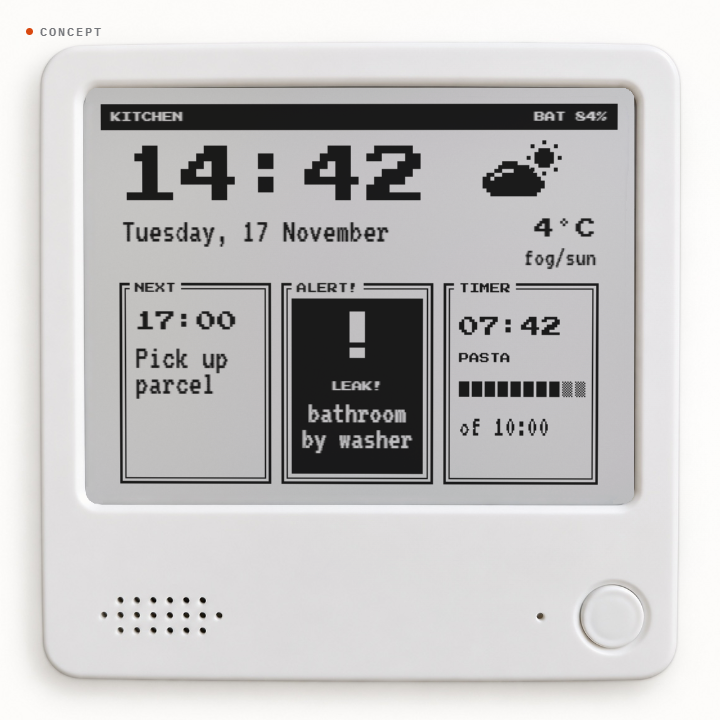 CONCEPT
KITCHEN BAT 84%
14:42
Tuesday, 17 November
4°C
fog/sun
NEXT
17:00
Pick up
parcel
ALERT!
!
LEAK!
bathroom
by washer
TIMER
07:42
PASTA
of 10:00